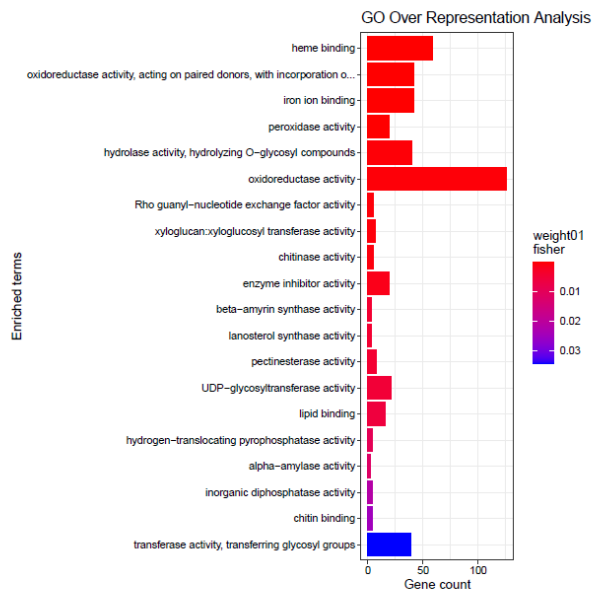 GO Over Representation Analysis
Enriched terms
heme binding
oxidoreductase activity, acting on paired donors, with incorporation o...
iron ion binding
peroxidase activity
hydrolase activity, hydrolyzing O−glycosyl compounds
oxidoreductase activity
Rho guanyl−nucleotide exchange factor activity
xyloglucan:xyloglucosyl transferase activity
chitinase activity
enzyme inhibitor activity
beta−amyrin synthase activity
lanosterol synthase activity
pectinesterase activity
UDP−glycosyltransferase activity
lipid binding
hydrogen−translocating pyrophosphatase activity
alpha−amylase activity
inorganic diphosphatase activity
chitin binding
transferase activity, transferring glycosyl groups
0 50 100
Gene count
weight01
fisher
0.01
0.02
0.03